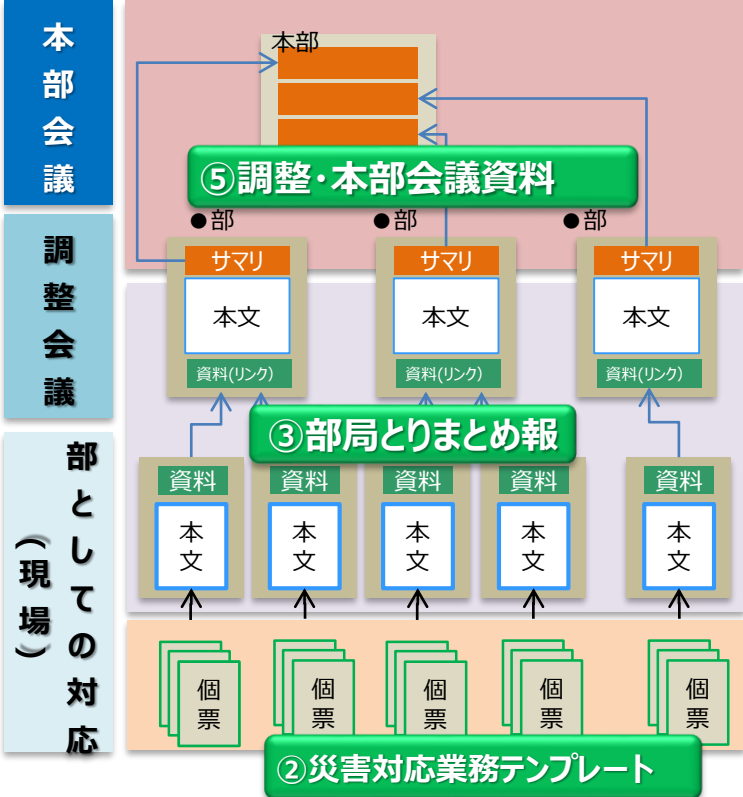 本部会議
調整会議
部としての対応
(現場)
本部
⑤調整・本部会議資料
●部
●部
●部
サマリ
サマリ
サマリ
本文
本文
本文
資料(リンク)
資料(リンク)
資料(リンク)
③部局とりまとめ報
資料
資料
資料
資料
資料
本文
本文
本文
本文
本文
個票
個票
個票
個票
個票
②災害対応業務テンプレート